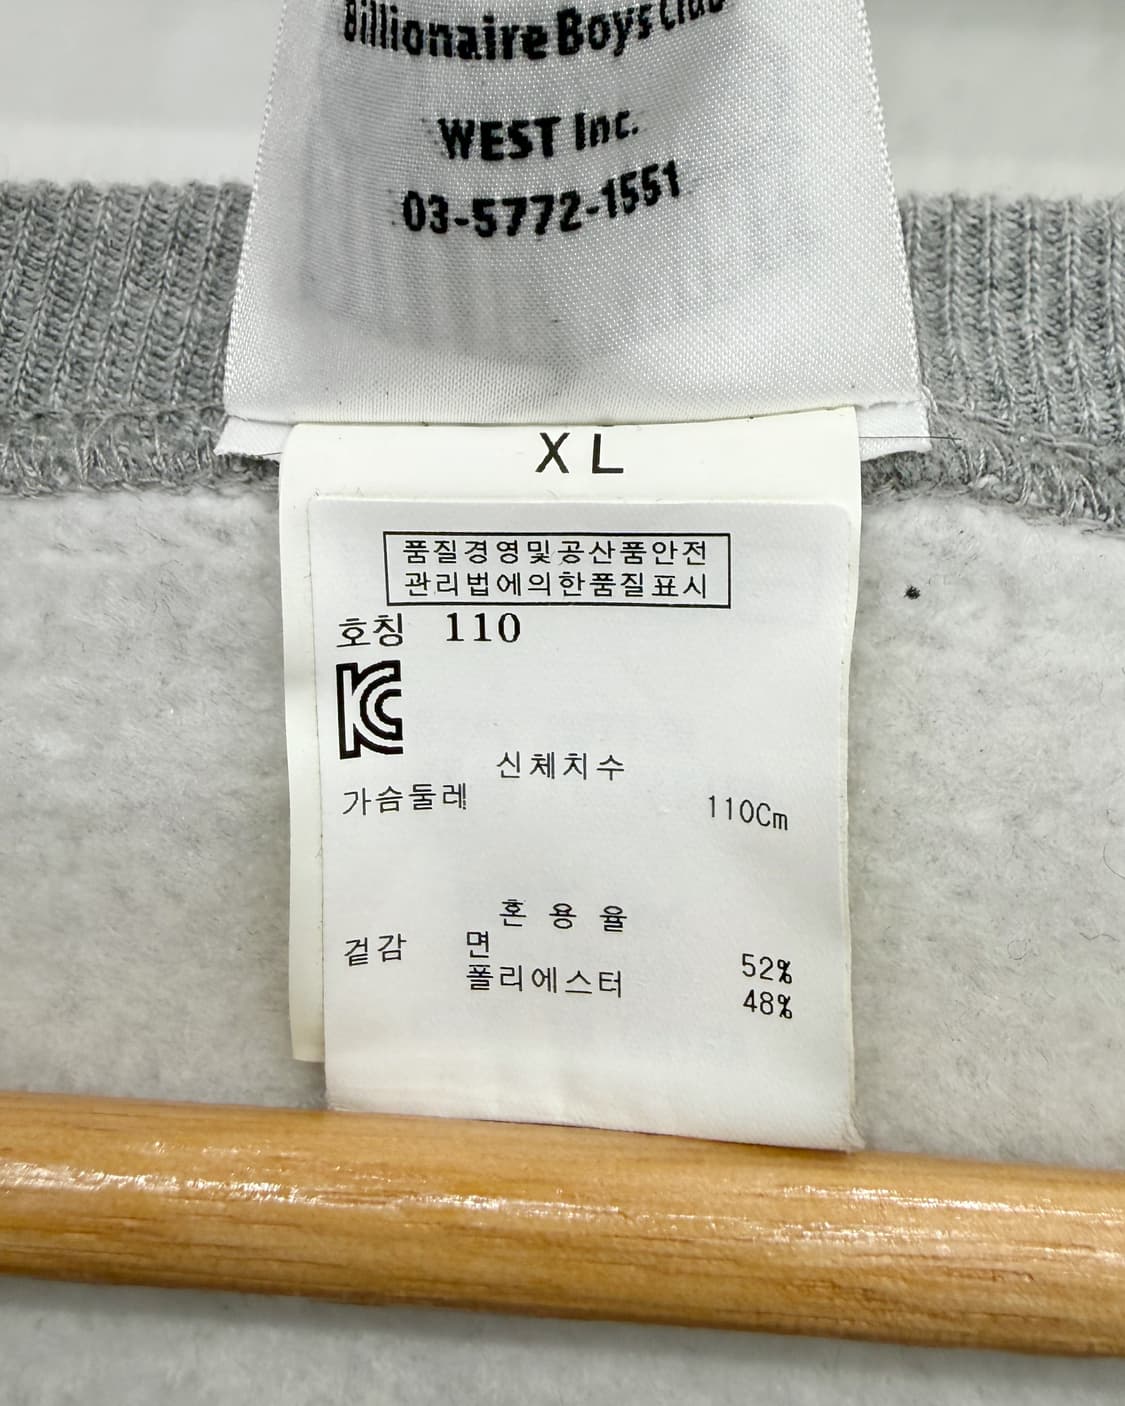 Billionaire Boys Club
WEST Inc.
03-5772-1551
XL
품질경영및공산품안전
관리법에의한품질표시
호칭 110
신체치수
가슴둘레 110Cm
혼용율
겉감 면 52%
폴리에스터 48%